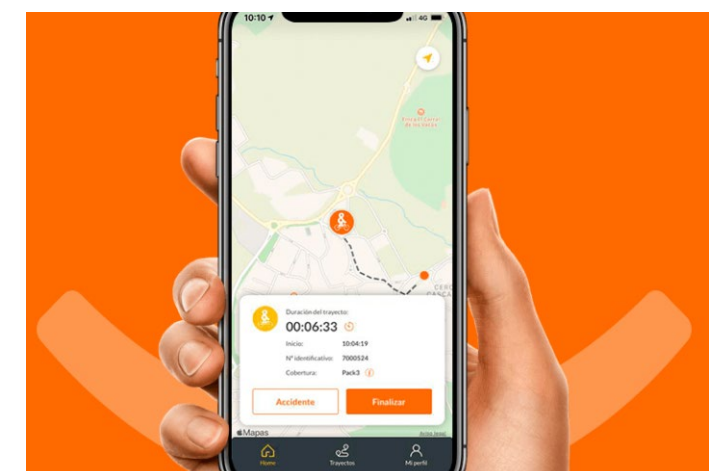 10:10
4G
Duración del trayecto:
00:06:33
Inicio: 10:04:19
Nº identificativo: 7000524
Cobertura: Pack3
Accidente
Finalizar
Mapas
Home
Trayectos
Mi perfil